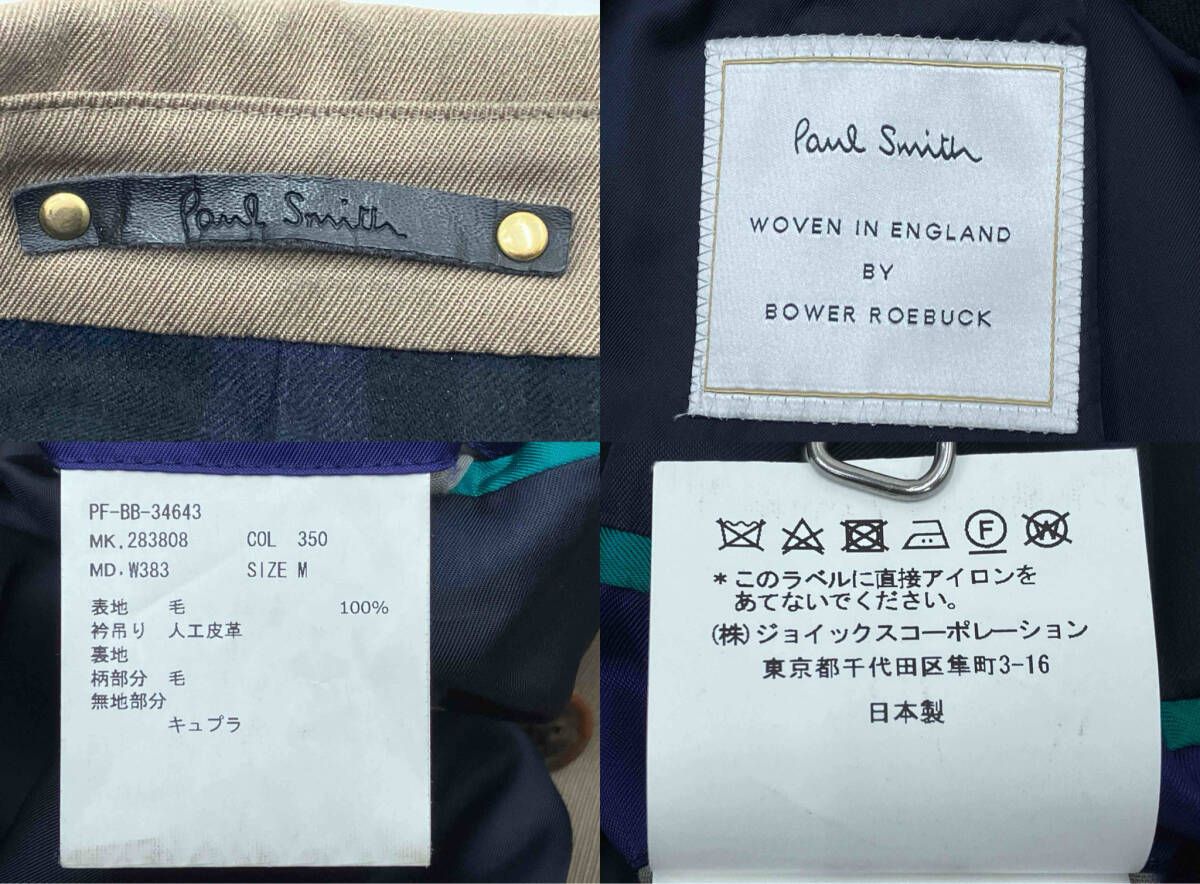 Paul Smith
Paul Smith
WOVEN IN ENGLAND
BY
BOWER ROEBUCK
PF-BB-34643
MK.283808 COL 350
MD.W383 SIZE M
表地 毛 100%
衿吊り 人工皮革
裏地
柄部分 毛
無地部分
キュプラ
F W
*このラベルに直接アイロンを
あてないでください。
(株)ジョイックスコーポレーション
東京都千代田区隼町3-16
日本製